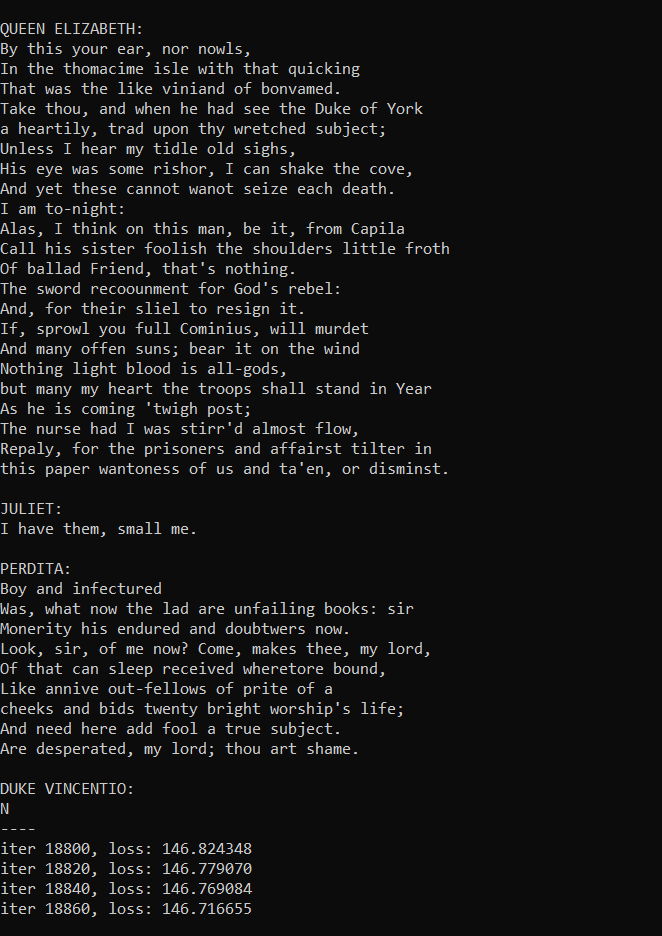 QUEEN ELIZABETH:
By this your ear, nor nowls,
In the thomacime isle with that quicking
That was the like viniand of bonvamed.
Take thou, and when he had see the Duke of York
a heartily, trad upon thy wretched subject;
Unless I hear my tidle old sighs,
His eye was some rishor, I can shake the cove,
And yet these cannot wanot seize each death.
I am to-night:
Alas, I think on this man, be it, from Capila
Call his sister foolish the shoulders little froth
Of ballad Friend, that's nothing.
The sword recoounment for God's rebel:
And, for their sliel to resign it.
If, sprowl you full Cominius, will murdet
And many offen suns; bear it on the wind
Nothing light blood is all-gods,
but many my heart the troops shall stand in Year
As he is coming 'twigh post;
The nurse had I was stirr'd almost flow,
Repaly, for the prisoners and affairst tilter in
this paper wantoness of us and ta'en, or disminst.

JULIET:
I have them, small me.

PERDITA:
Boy and infectured
Was, what now the lad are unfailing books: sir
Monerity his endured and doubtwers now.
Look, sir, of me now? Come, makes thee, my lord,
Of that can sleep received wheretore bound,
Like annive out-fellows of prite of a
cheeks and bids twenty bright worship's life;
And need here add fool a true subject.
Are desperated, my lord; thou art shame.

DUKE VINCENTIO:
N
----
iter 18800, loss: 146.824348
iter 18820, loss: 146.779070
iter 18840, loss: 146.769084
iter 18860, loss: 146.716655